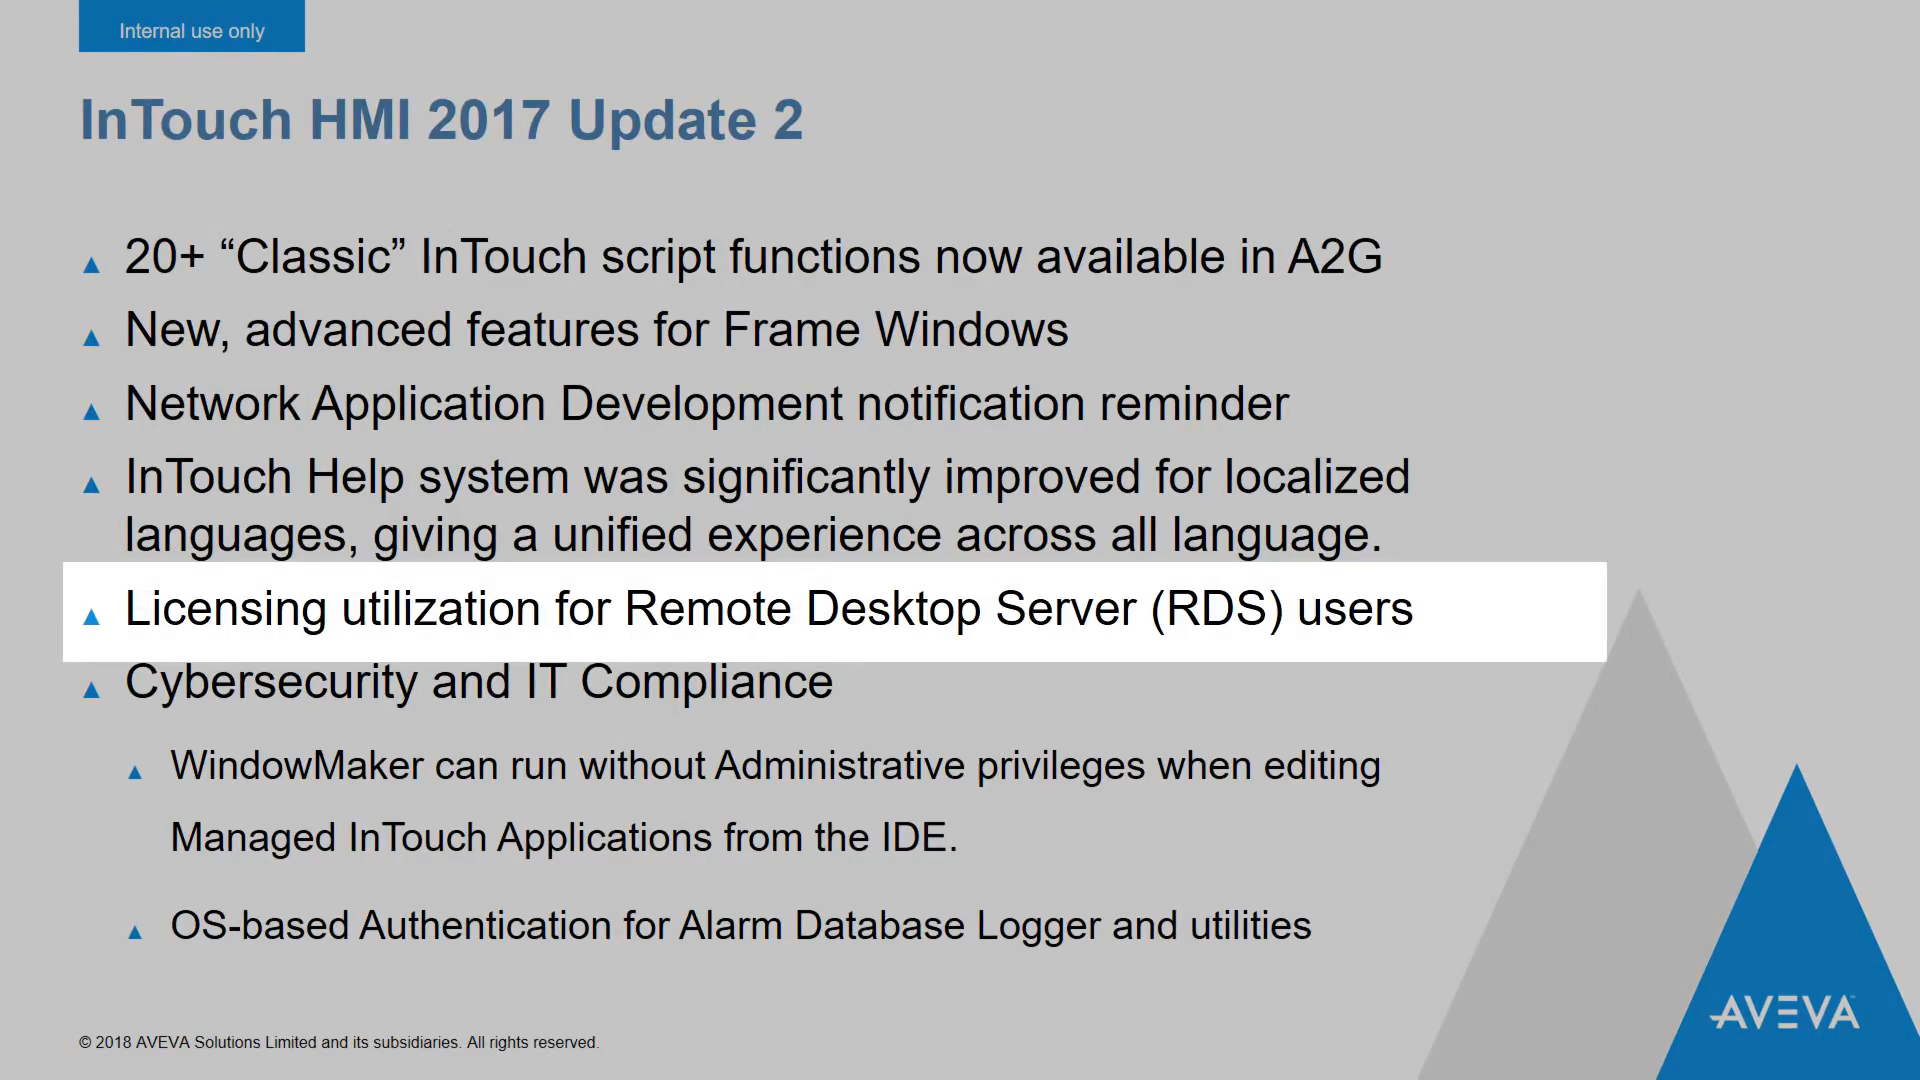 Internal use only
InTouch HMI 2017 Update 2
20+ “Classic” InTouch script functions now available in A2G
New, advanced features for Frame Windows
Network Application Development notification reminder
InTouch Help system was significantly improved for localized
languages, giving a unified experience across all language.
Licensing utilization for Remote Desktop Server (RDS) users
Cybersecurity and IT Compliance
WindowMaker can run without Administrative privileges when editing
Managed InTouch Applications from the IDE.
OS-based Authentication for Alarm Database Logger and utilities
AVEVA
© 2018 AVEVA Solutions Limited and its subsidiaries. All rights reserved.